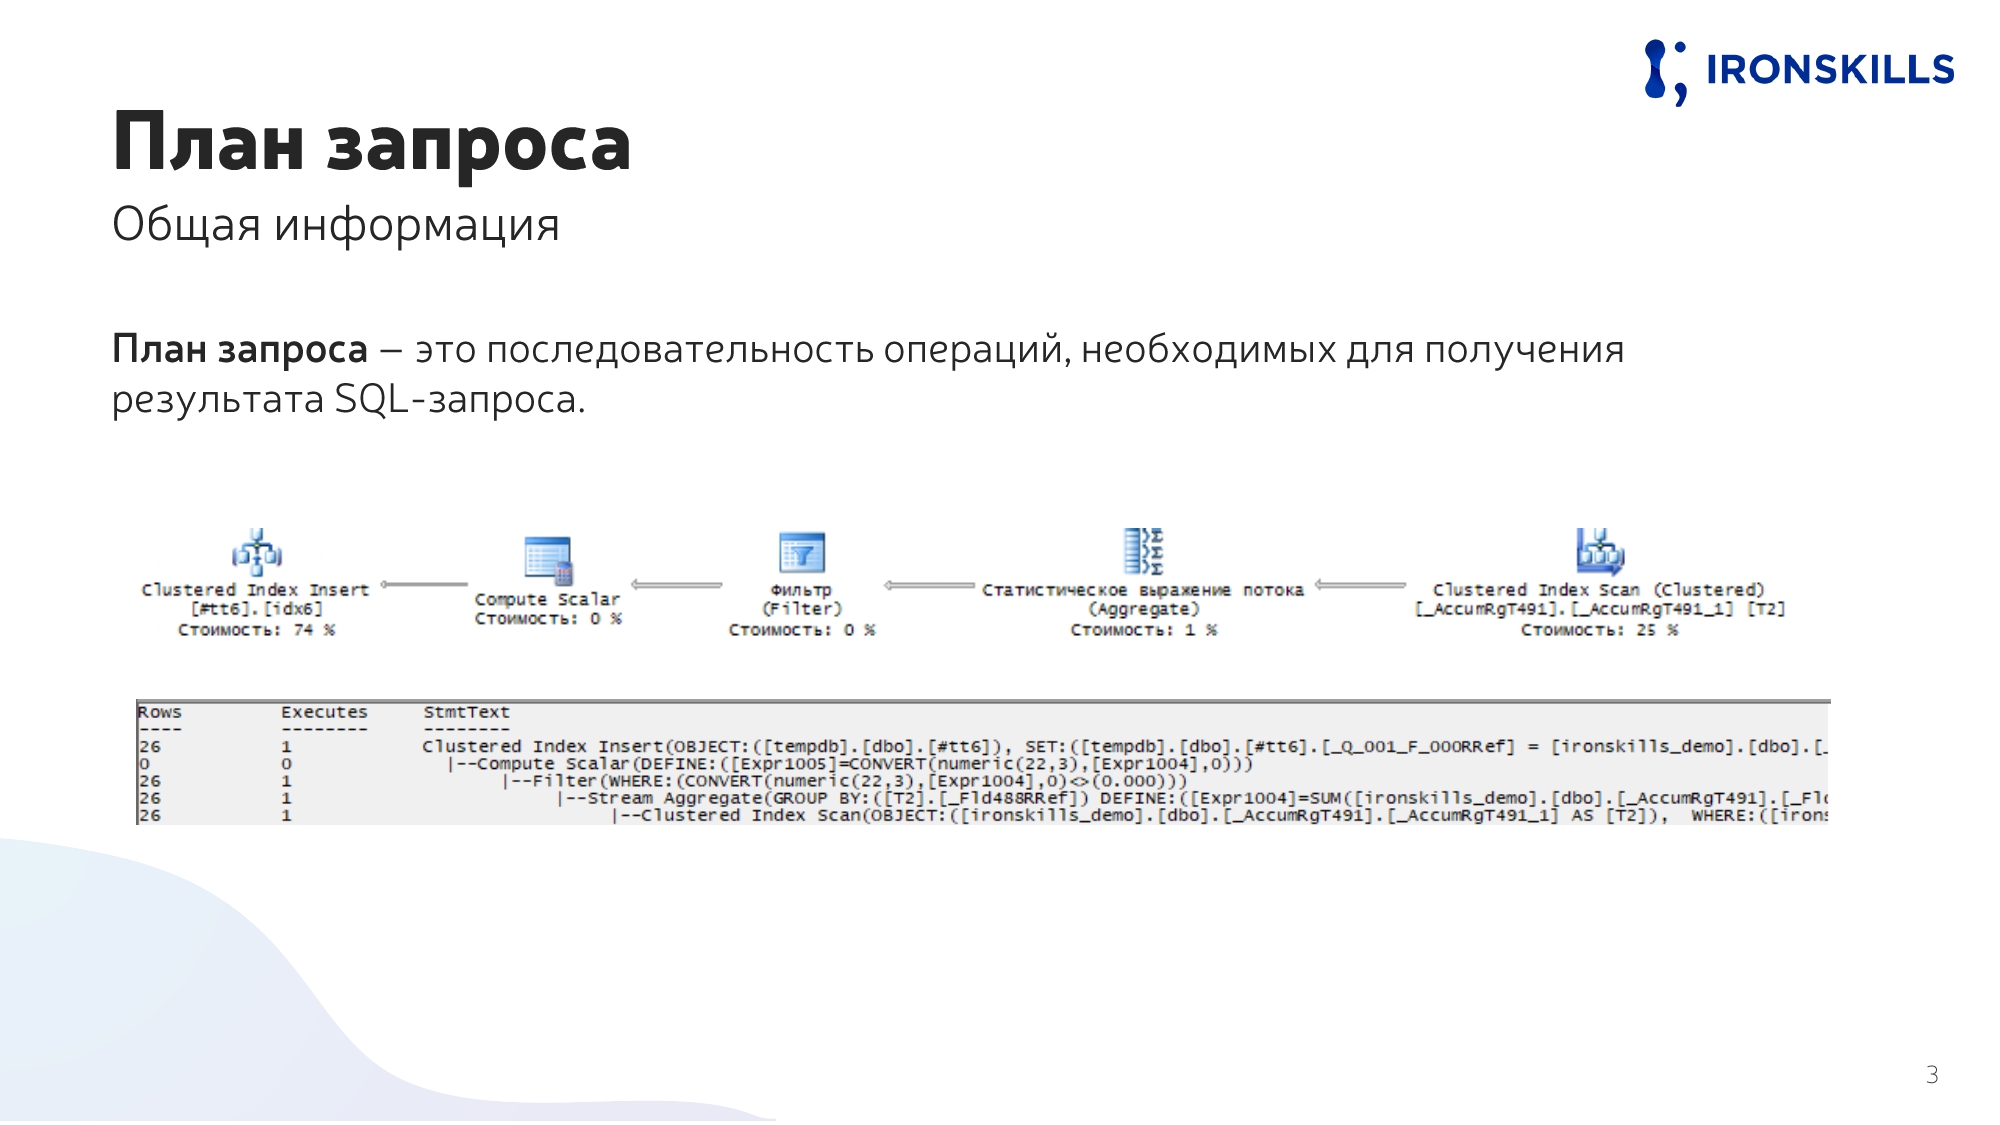 IRONSKILLS
План запроса
Общая информация
План запроса – это последовательность операций, необходимых для получения
результата SQL-запроса.
Clustered Index Insert
[#tt6].[idx6]
Стоимость: 74 %
Compute Scalar
Стоимость: 0 %
Фильтр
(Filter)
Стоимость: 0 %
Статистическое выражение потока
(Aggregate)
Стоимость: 1 %
Clustered Index Scan (Clustered)
[_AccumRgT491].[_AccumRgT491_1] [T2]
Стоимость: 25 %
Rows Executes StmtText
---- -------- --------
26 1 Clustered Index Insert(OBJECT:([tempdb].[dbo].[#tt6]), SET:([tempdb].[dbo].[#tt6].[_Q_001_F_000RRef] = [ironskills_demo].[dbo].[_
0 0 |--Compute Scalar(DEFINE:([Expr1005]=CONVERT(numeric(22,3),[Expr1004],0)))
26 1 |--Filter(WHERE:(CONVERT(numeric(22,3),[Expr1004],0)<>(0.000)))
26 1 |--Stream Aggregate(GROUP BY:([T2].[_Fld488RRef]) DEFINE:([Expr1004]=SUM([ironskills_demo].[dbo].[_AccumRgT491].[_Fld
26 1 |--Clustered Index Scan(OBJECT:([ironskills_demo].[dbo].[_AccumRgT491].[_AccumRgT491_1] AS [T2]), WHERE:([irons
3